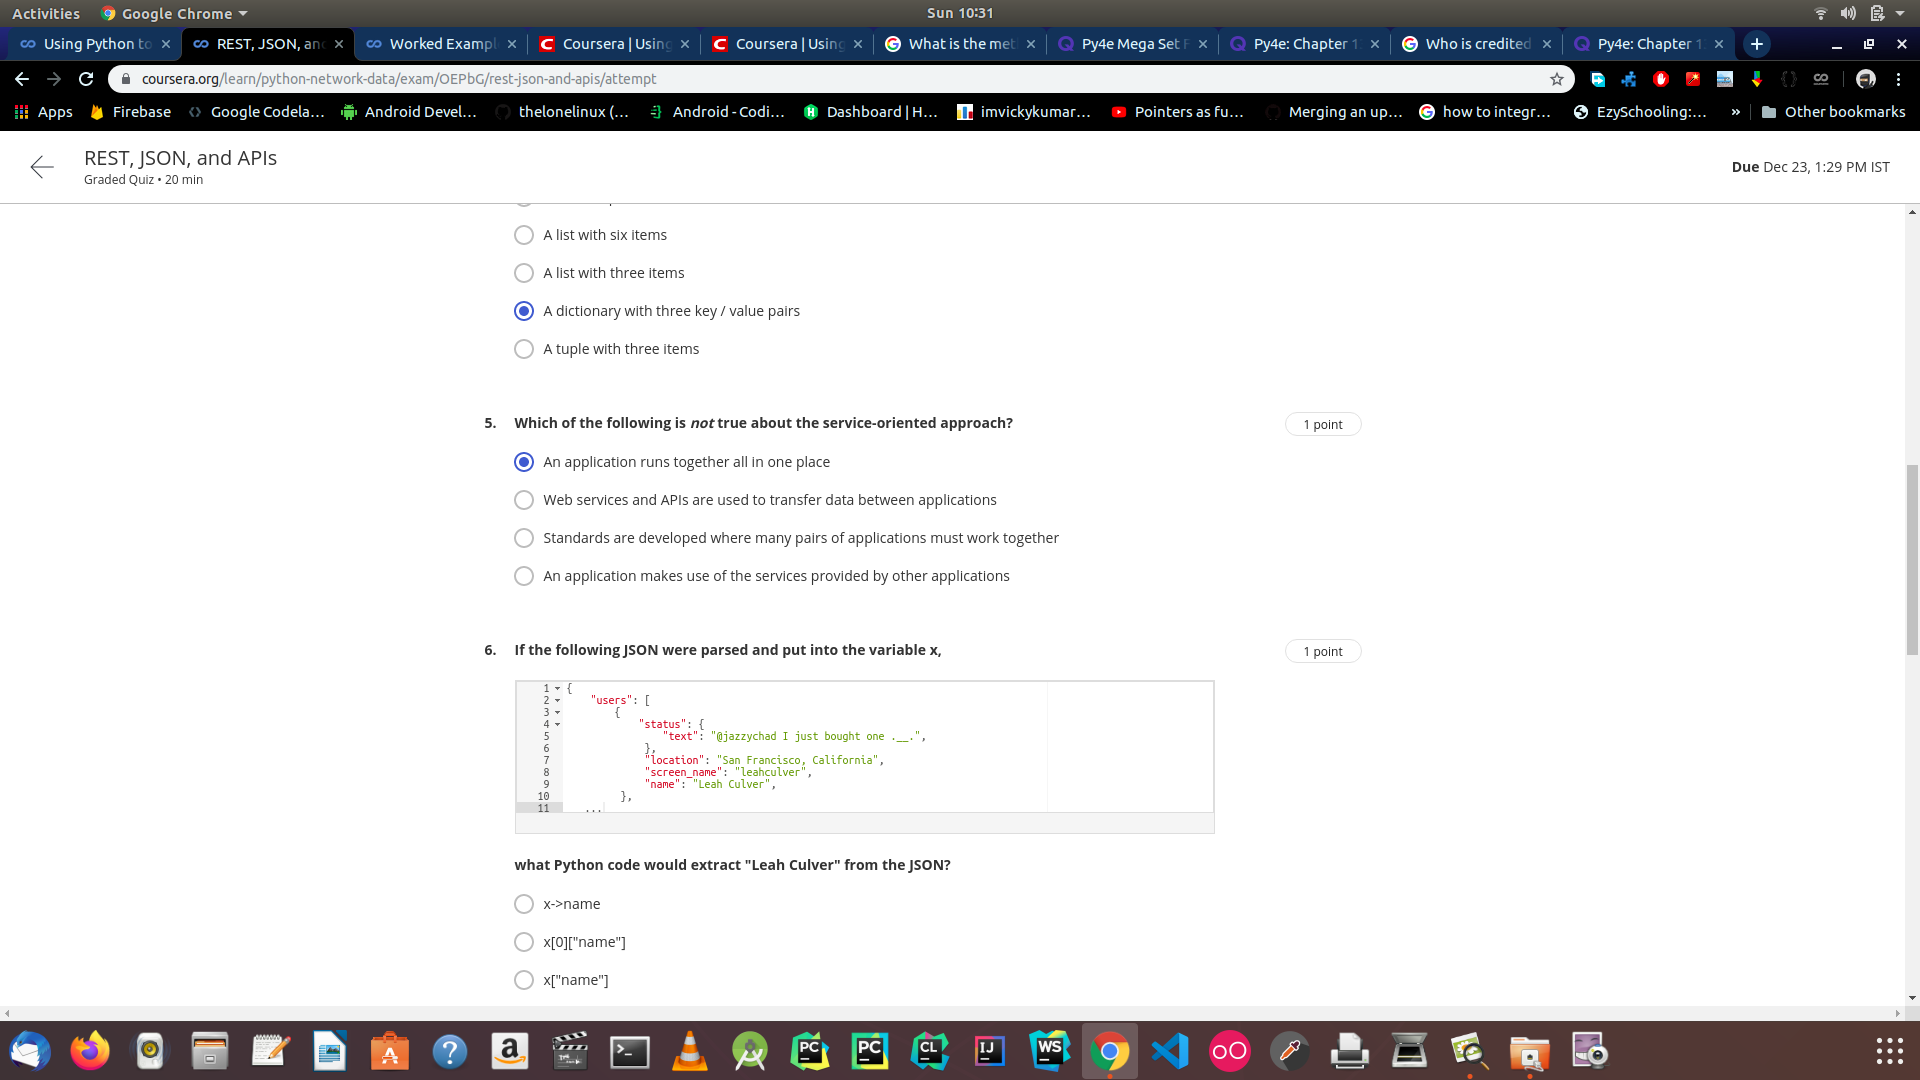 Activities
Google Chrome
Sun 10:31
Using Python to
REST, JSON, an
Worked Exampl
Coursera | Using
Coursera | Using
What is the met
Py4e Mega Set F
Py4e: Chapter 1
Who is credited
Py4e: Chapter 1
coursera.org/learn/python-network-data/exam/OEPbG/rest-json-and-apis/attempt
Apps
Firebase
Google Codela...
Android Devel...
thelonelinux (...
Android - Codi...
Dashboard | H...
imvickykumar...
Pointers as fu...
Merging an up...
how to integr...
EzySchooling:...
»
Other bookmarks
REST, JSON, and APIs
Graded Quiz • 20 min
Due Dec 23, 1:29 PM IST
A list with six items
A list with three items
A dictionary with three key / value pairs
A tuple with three items
5. Which of the following is not true about the service-oriented approach?
1 point
An application runs together all in one place
Web services and APIs are used to transfer data between applications
Standards are developed where many pairs of applications must work together
An application makes use of the services provided by other applications
6. If the following JSON were parsed and put into the variable x,
1 point
1 {
2 "users": [
3 {
4 "status": {
5 "text": "@jazzychad I just bought one .__.",
6 },
7 "location": "San Francisco, California",
8 "screen_name": "leahculver",
9 "name": "Leah Culver",
10 },
11 ...
what Python code would extract "Leah Culver" from the JSON?
x->name
x[0]["name"]
x["name"]